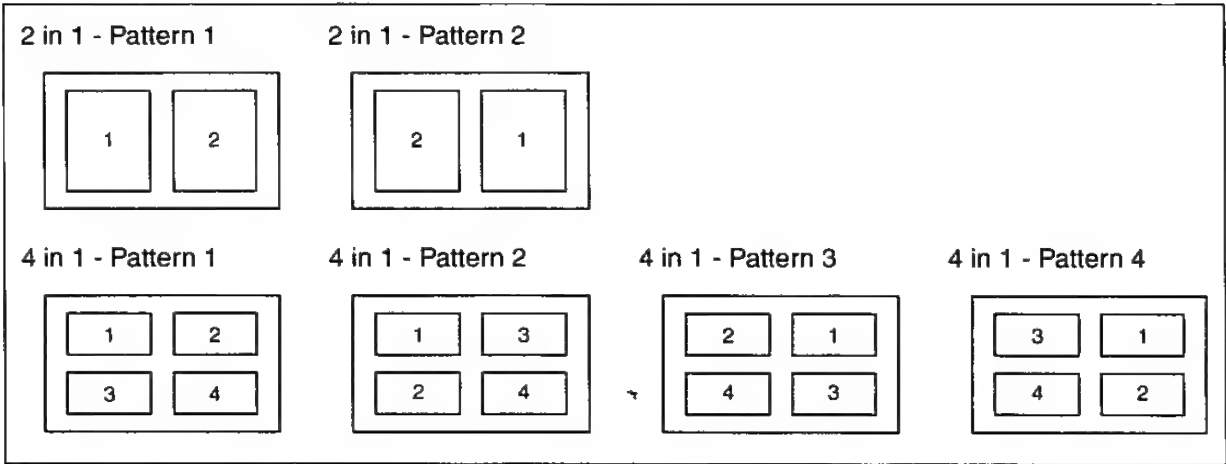 2 in 1 - Pattern 1 2 in 1 - Pattern 2
1 2 2 1
4 in 1 - Pattern 1 4 in 1 - Pattern 2 4 in 1 - Pattern 3 4 in 1 - Pattern 4
1 2 1 3 2 1 3 1
3 4 2 4 4 3 4 2